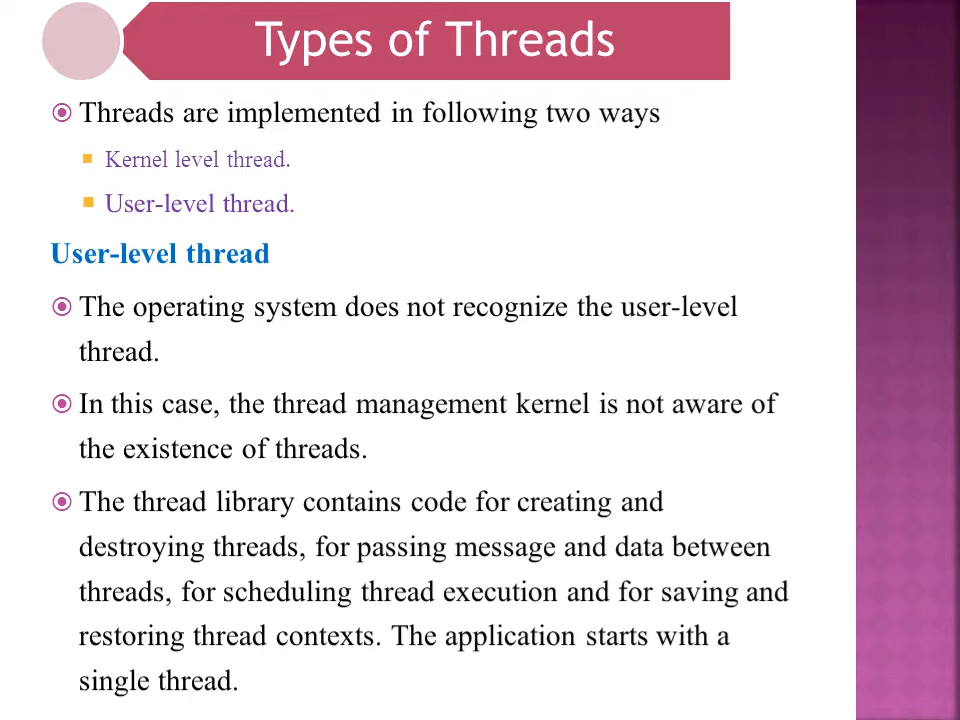 Types of Threads
Threads are implemented in following two ways
Kernel level thread.
User-level thread.
User-level thread
The operating system does not recognize the user-level
thread.
In this case, the thread management kernel is not aware of
the existence of threads.
The thread library contains code for creating and
destroying threads, for passing message and data between
threads, for scheduling thread execution and for saving and
restoring thread contexts. The application starts with a
single thread.